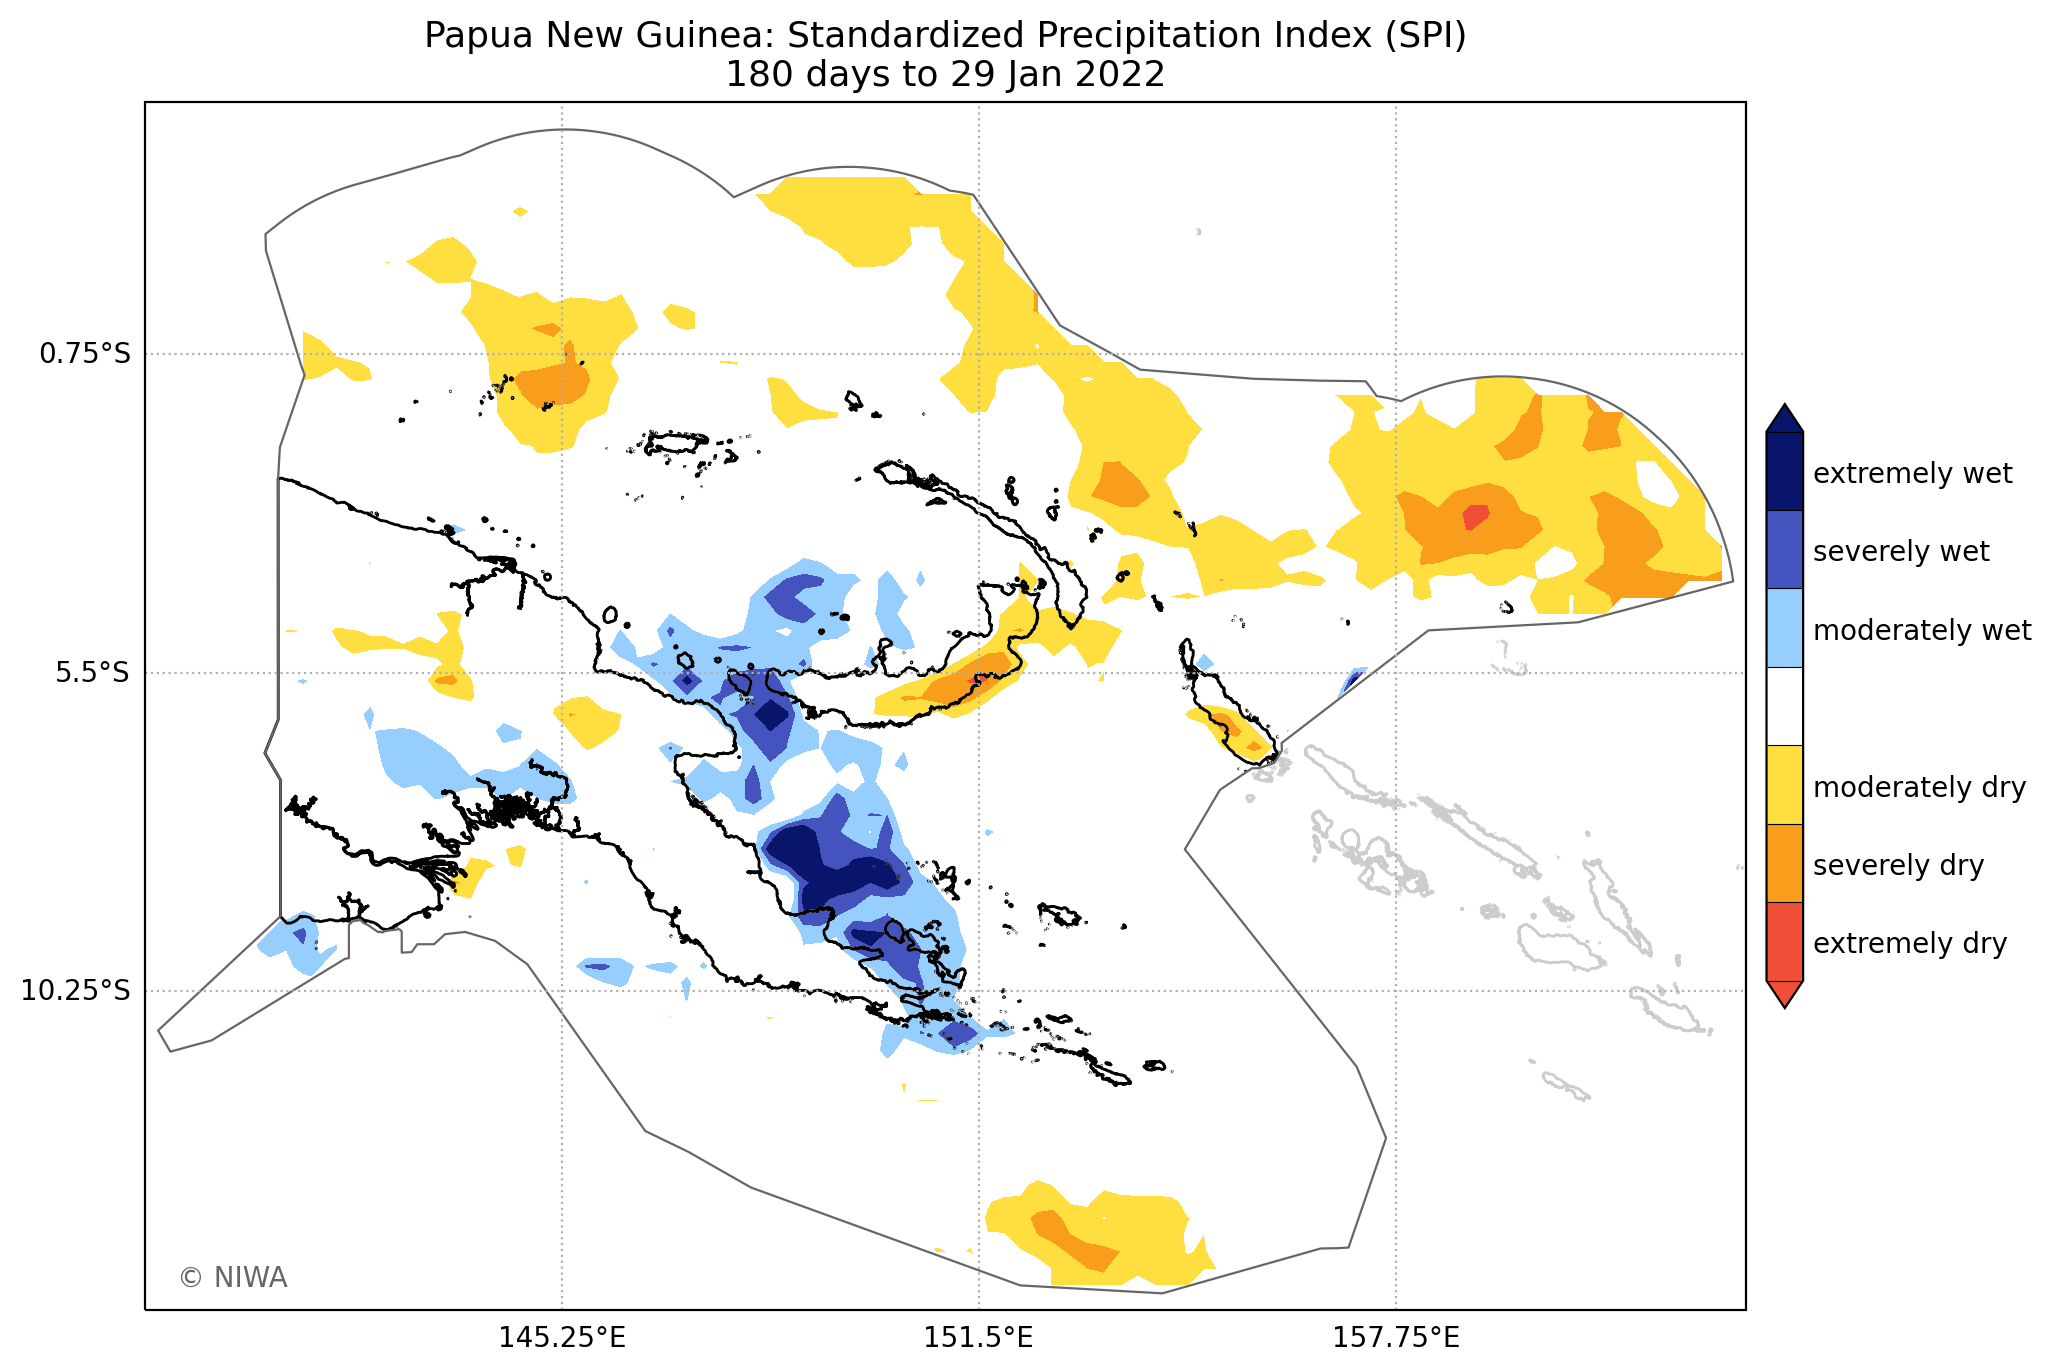 Papua New Guinea: Standardized Precipitation Index (SPI)
180 days to 29 Jan 2022
0.75°S
5.5°S
10.25°S
145.25°E
151.5°E
157.75°E
extremely wet
severely wet
moderately wet
moderately dry
severely dry
extremely dry
© NIWA